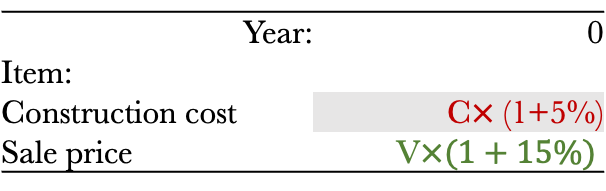 Year: 0
Item:
Construction cost C× (1+5%)
Sale price V×(1 + 15%)